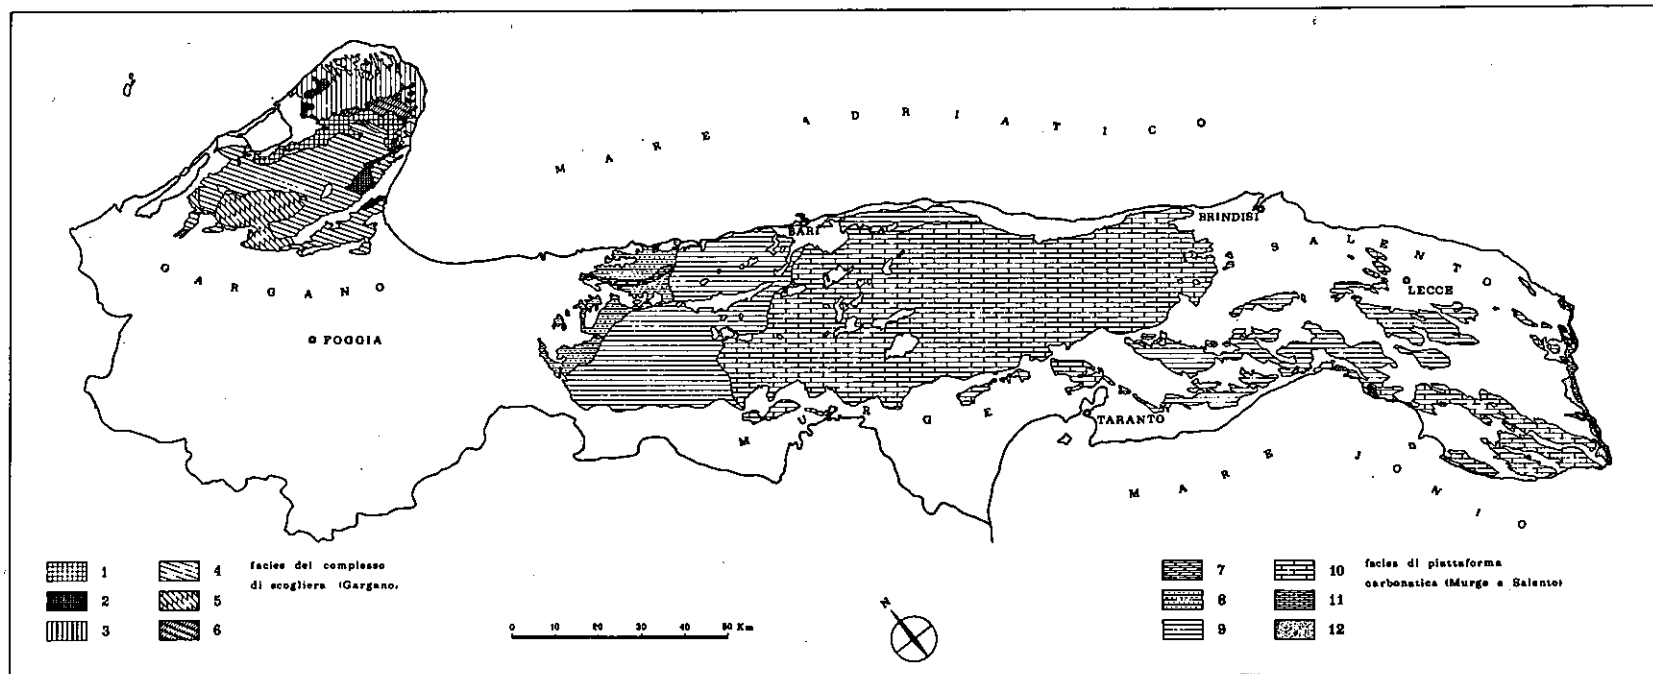 MARE ADRIATICO
GARGANO
FOGGIA
BARI
BRINDISI
SALENTO
LECCE
MURGE
TARANTO
MARE JONIO
1
2
3
4
5
6
facies del complesso
di scogliera (Gargano)
0 10 20 30 40 50 Km
N
7
8
9
10
11
12
facies di piattaforma
carbonatica (Murge e Salento)